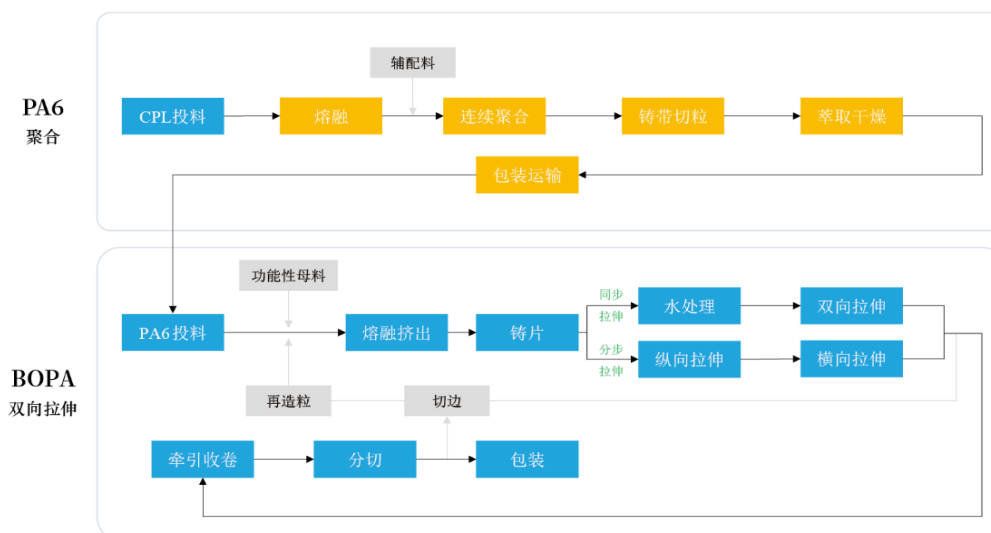 辅配料
PA6
聚合
CPL投料
熔融
连续聚合
铸带切粒
萃取干燥
包装运输
功能性母料
同步
拉伸
水处理
双向拉伸
PA6投料
熔融挤出
铸片
分步
拉伸
纵向拉伸
横向拉伸
BOPA
双向拉伸
再造粒
切边
牵引收卷
分切
包装